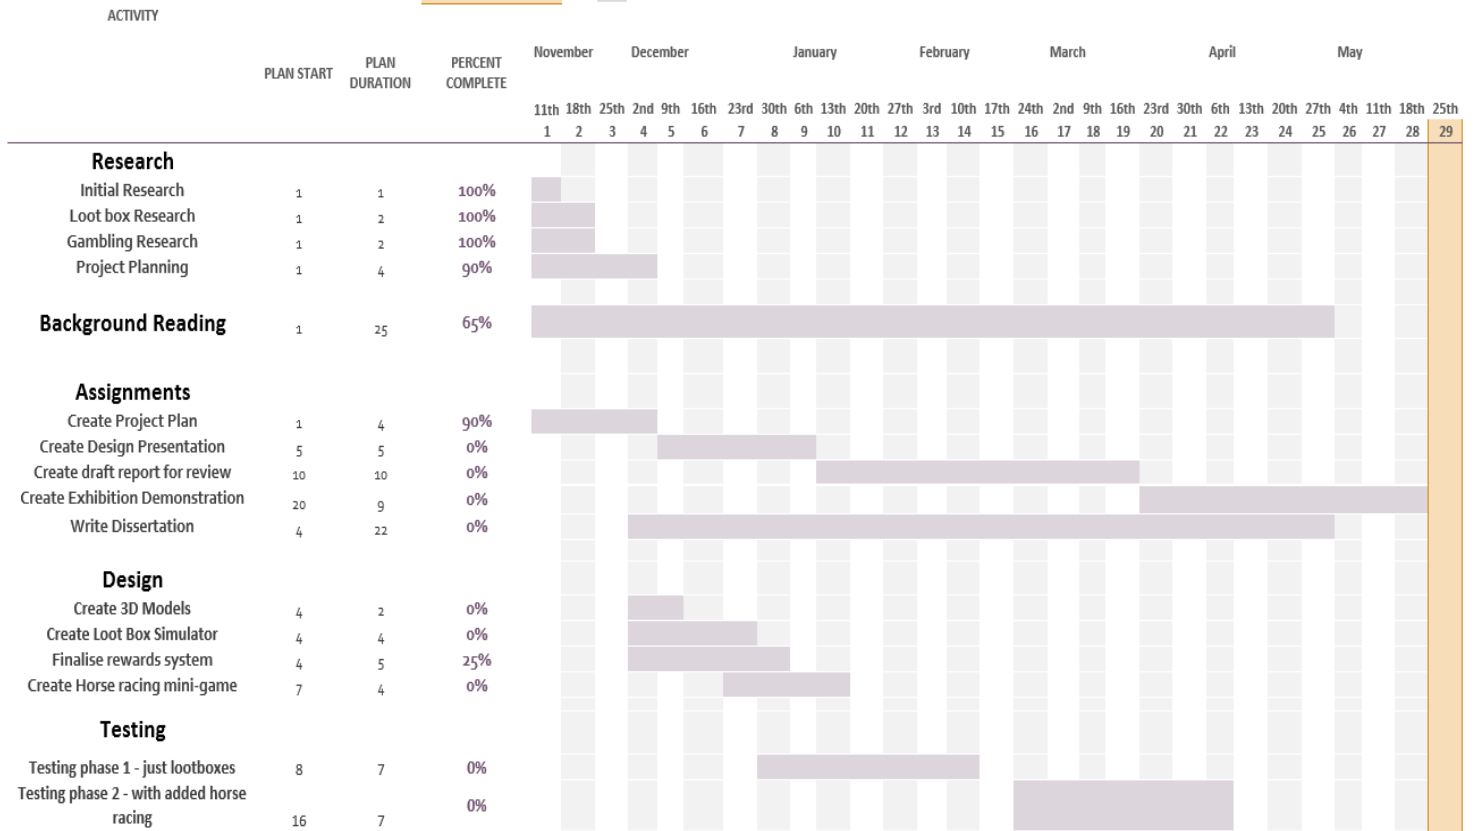 ACTIVITY
November December January February March April May
PLAN START PLAN DURATION PERCENT COMPLETE
11th 18th 25th 2nd 9th 16th 23rd 30th 6th 13th 20th 27th 3rd 10th 17th 24th 2nd 9th 16th 23rd 30th 6th 13th 20th 27th 4th 11th 18th 25th
1 2 3 4 5 6 7 8 9 10 11 12 13 14 15 16 17 18 19 20 21 22 23 24 25 26 27 28 29
Research
Initial Research 1 1 100%
Loot box Research 1 2 100%
Gambling Research 1 2 100%
Project Planning 1 4 90%
Background Reading 1 25 65%
Assignments
Create Project Plan 1 4 90%
Create Design Presentation 5 5 0%
Create draft report for review 10 10 0%
Create Exhibition Demonstration 20 9 0%
Write Dissertation 4 22 0%
Design
Create 3D Models 4 2 0%
Create Loot Box Simulator 4 4 0%
Finalise rewards system 4 5 25%
Create Horse racing mini-game 7 4 0%
Testing
Testing phase 1 - just lootboxes 8 7 0%
Testing phase 2 - with added horse
racing 16 7 0%